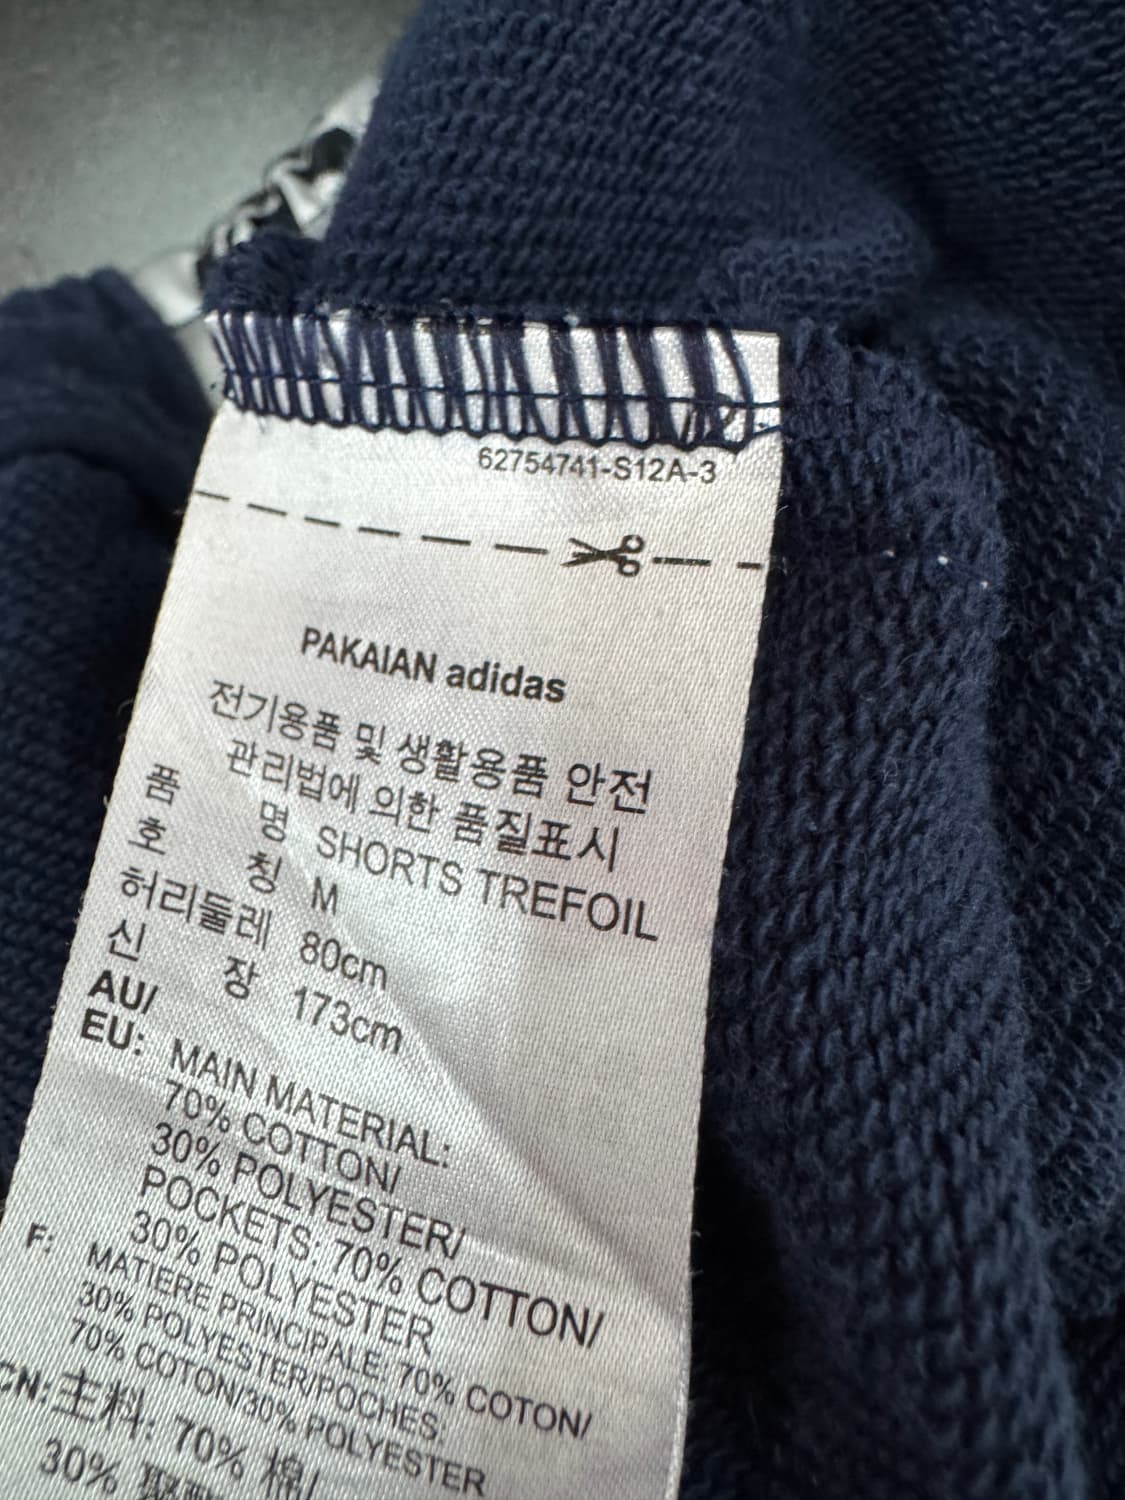 62754741-S12A-3
PAKAIAN adidas
전기용품 및 생활용품 안전
관리법에 의한 품질표시
품 명 SHORTS TREFOIL
호 칭 M
허리둘레 80cm
신 장 173cm
AU/
EU: MAIN MATERIAL:
70% COTTON/
30% POLYESTER/
POCKETS: 70% COTTON/
30% POLYESTER
F: MATIERE PRINCIPALE: 70% COTON/
30% POLYESTER/POCHES:
70% COTON/30% POLYESTER
CN: 主料: 70% 棉/
30%